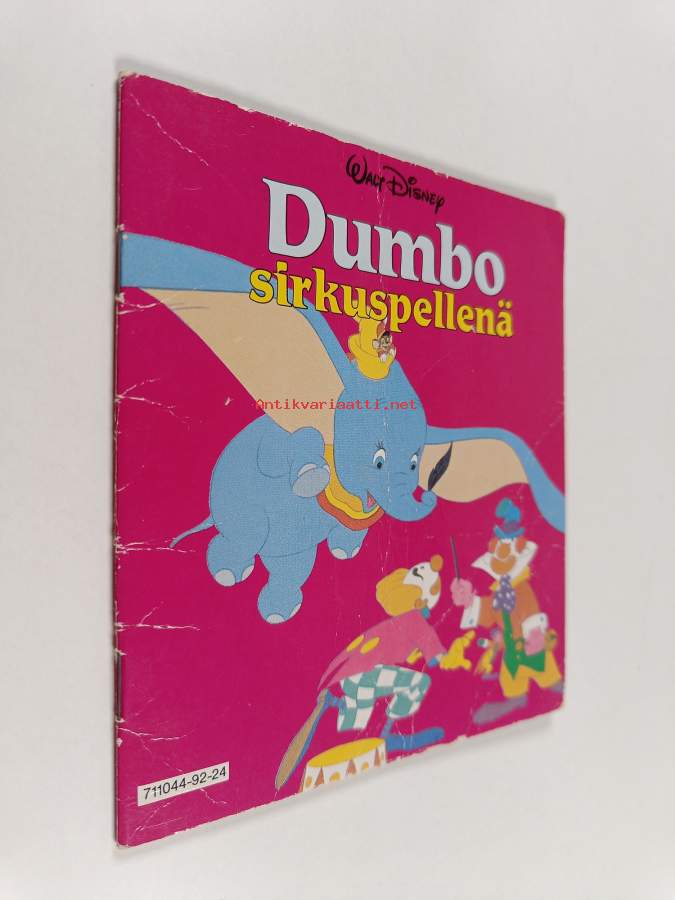 Walt Disney
Dumbo
sirkuspellenä
Antikvariaatti.net
711044-92-24